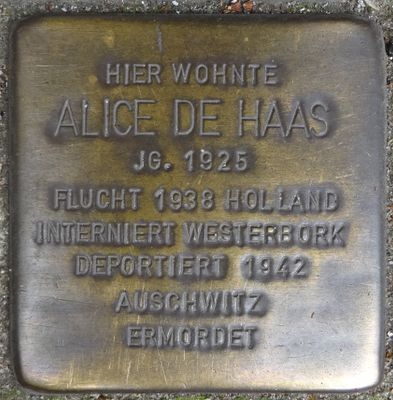 HIER WOHNTE
ALICE DE HAAS
JG. 1925
FLUCHT 1938 HOLLAND
INTERNIERT WESTERBORK
DEPORTIERT 1942
AUSCHWITZ
ERMORDET